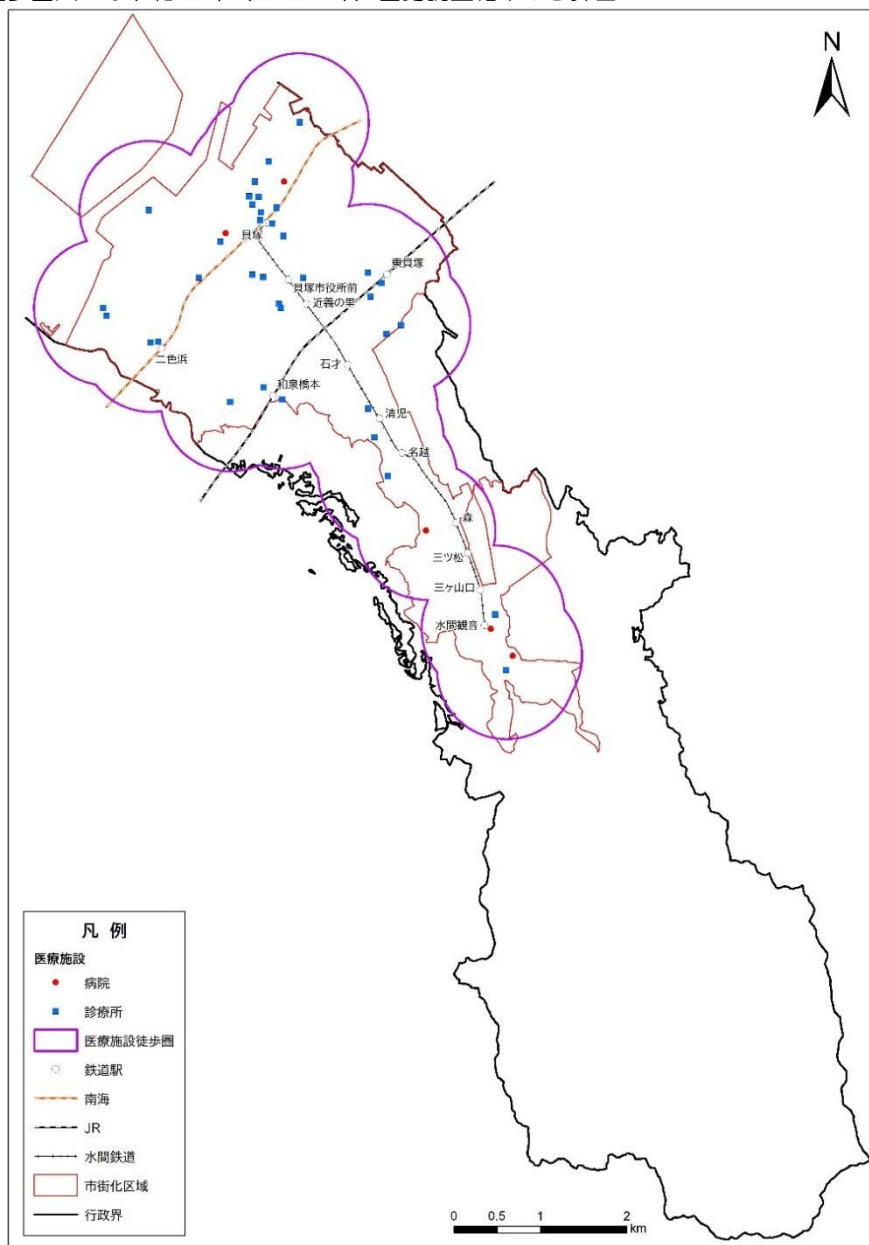 N
貝塚
東貝塚
貝塚市役所前
近義の里
二色浜
石才
和泉橋本
清児
名越
森
三ツ松
三ヶ山口
水間観音
凡 例
医療施設
病院
診療所
医療施設徒歩圏
鉄道駅
南海
JR
水間鉄道
市街化区域
行政界
0 0.5 1 2
km